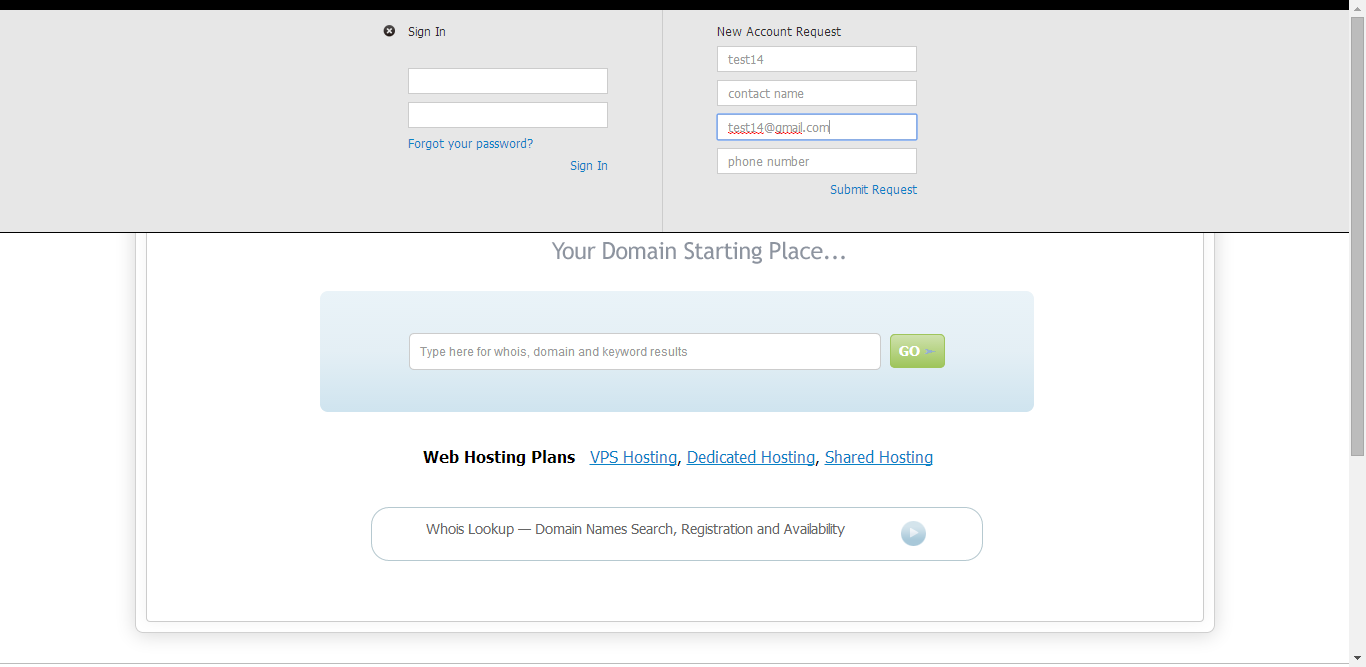 Sign In
Forgot your password?
Sign In
New Account Request
test14
contact name
test14@gmail.com
phone number
Submit Request
Your Domain Starting Place...
Type here for whois, domain and keyword results
GO
Web Hosting Plans VPS Hosting, Dedicated Hosting, Shared Hosting
Whois Lookup — Domain Names Search, Registration and Availability